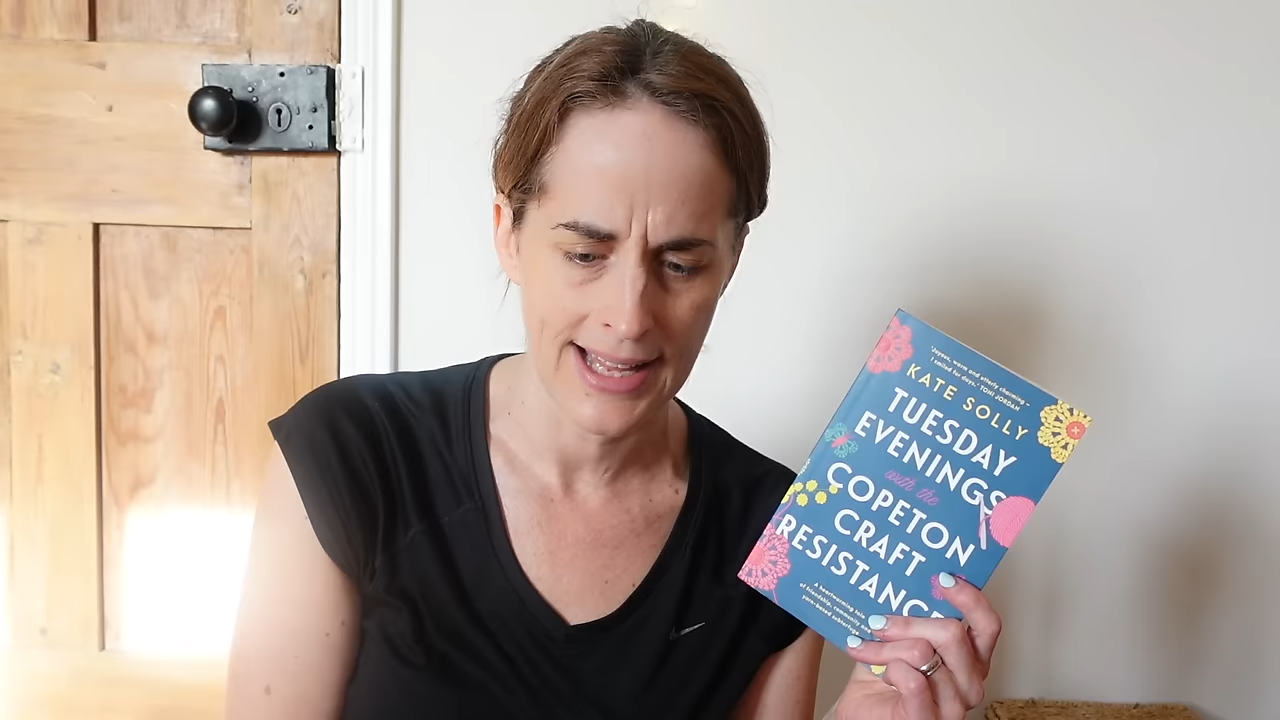 'Joyous, warm and utterly charming –
I smiled for days.' TONI JORDAN
KATE SOLLY
TUESDAY
EVENINGS
with the
COPETON
CRAFT
RESISTANCE
A heartwarming tale
of friendship, community and
yarn-based subterfuge